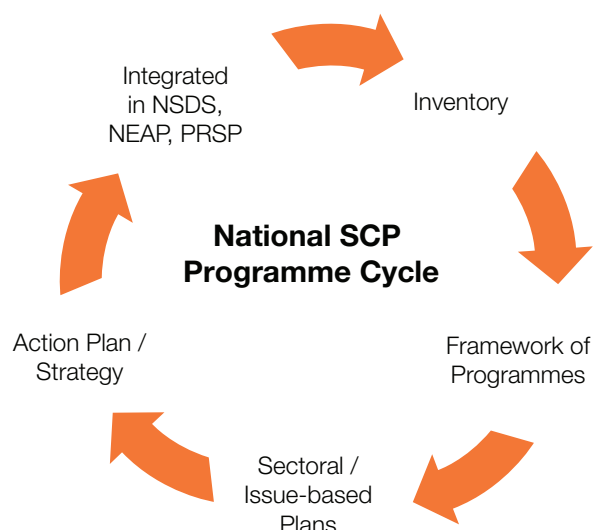 Integrated
in NSDS,
NEAP, PRSP
Inventory
National SCP
Programme Cycle
Action Plan /
Strategy
Framework of
Programmes
Sectoral /
Issue-based
Plans